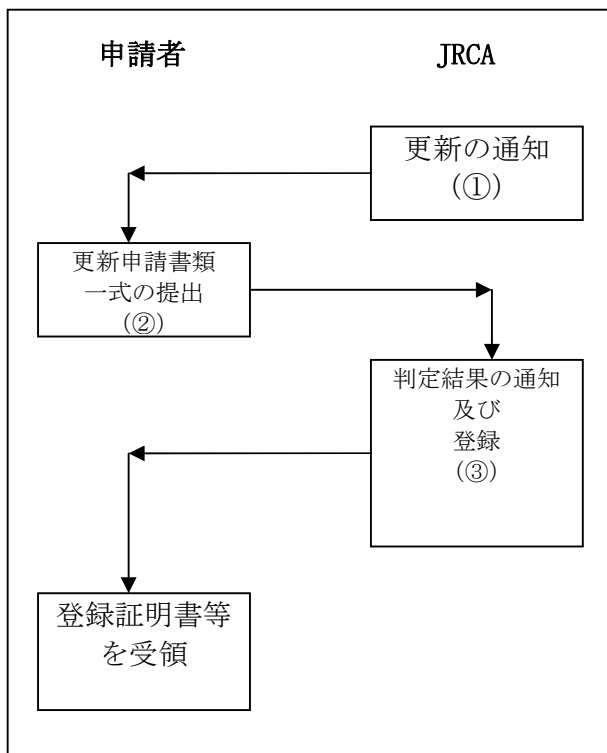 申請者
JRCA
更新の通知
(①)
更新申請書類
一式の提出
(②)
判定結果の通知
及び
登録
(③)
登録証明書等
を受領